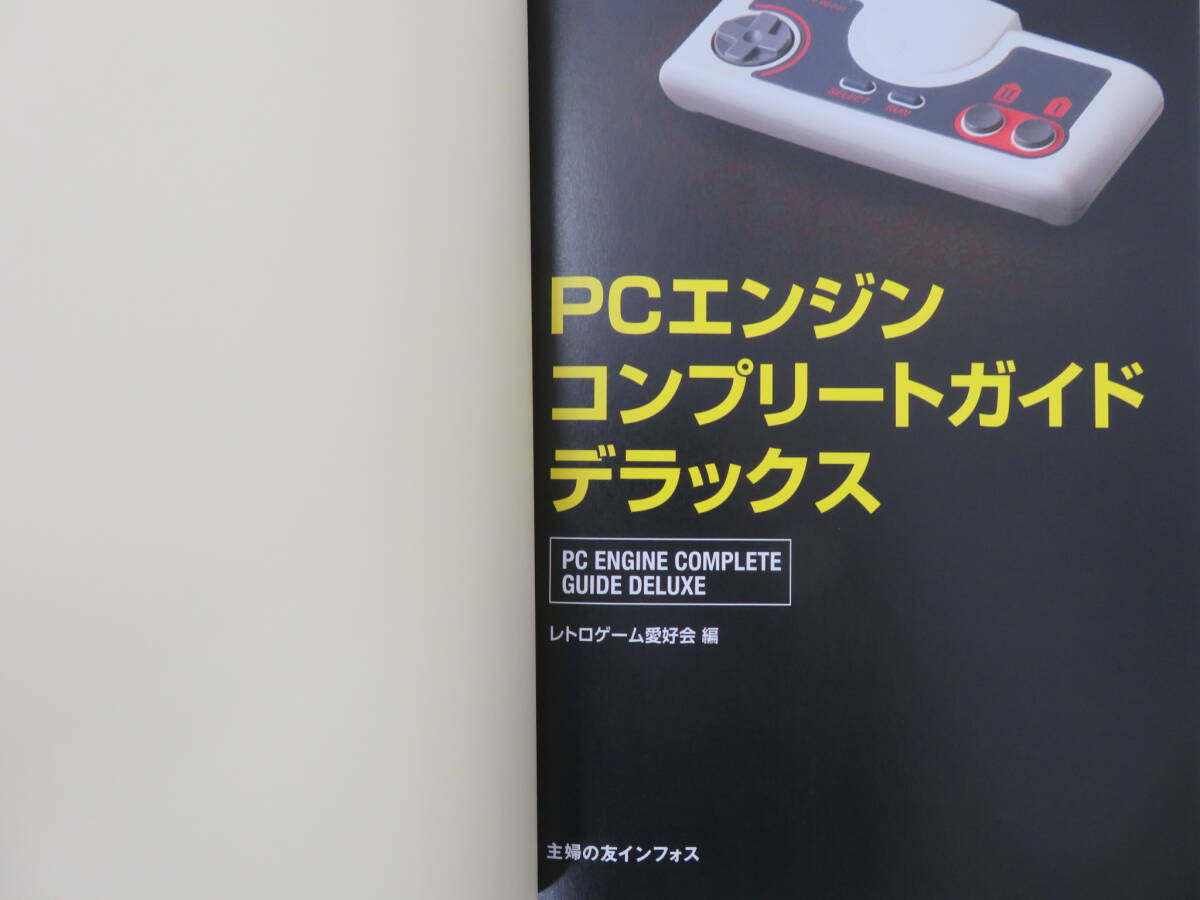 SELECT
RUN
II
I
PCエンジン
コンプリートガイド
デラックス
PC ENGINE COMPLETE
GUIDE DELUXE
レトロゲーム愛好会 編
主婦の友インフォス